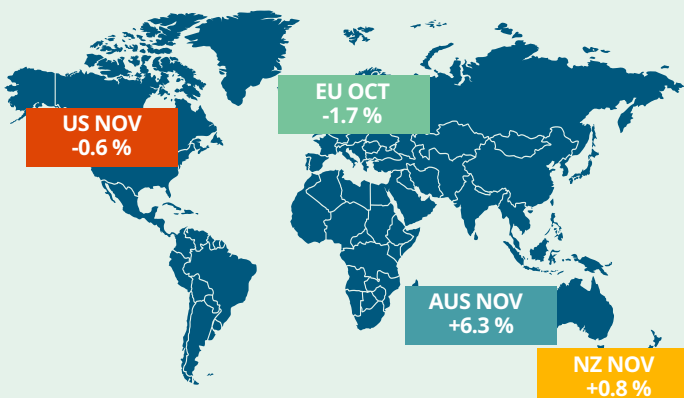 EU OCT
-1.7 %
US NOV
-0.6 %
AUS NOV
+6.3 %
NZ NOV
+0.8 %